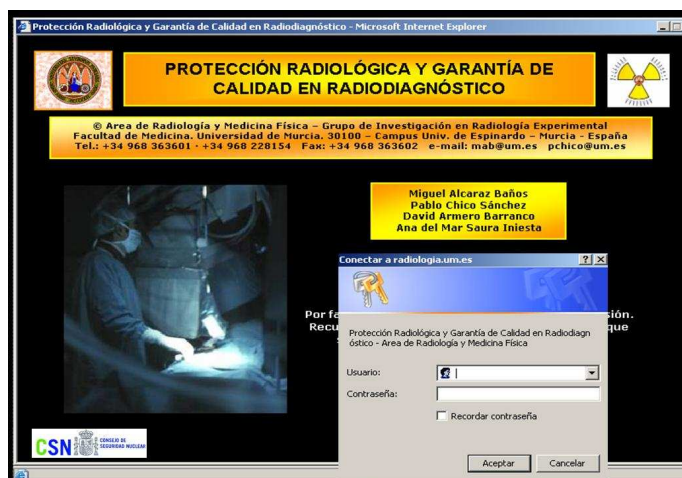 Protección Radiológica y Garantía de Calidad en Radiodiagnóstico - Microsoft Internet Explorer
PROTECCIÓN RADIOLÓGICA Y GARANTÍA DE
CALIDAD EN RADIODIAGNÓSTICO
© Area de Radiología y Medicina Física – Grupo de Investigación en Radiología Experimental
Facultad de Medicina. Universidad de Murcia. 30100 – Campus Univ. de Espinardo – Murcia - España
Tel.: +34 968 363601 · +34 968 228154 Fax: +34 968 363602 e-mail: mab@um.es pchico@um.es
Miguel Alcaraz Baños
Pablo Chico Sánchez
David Armero Barranco
Ana del Mar Saura Iniesta
Conectar a radiologia.um.es
Por fa
sión.
Recu
que
Protección Radiológica y Garantía de Calidad en Radiodiagn
óstico - Area de Radiología y Medicina Física
Usuario:
Contraseña:
Recordar contraseña
Aceptar Cancelar
CSN
CONSEJO DE
SEGURIDAD NUCLEAR